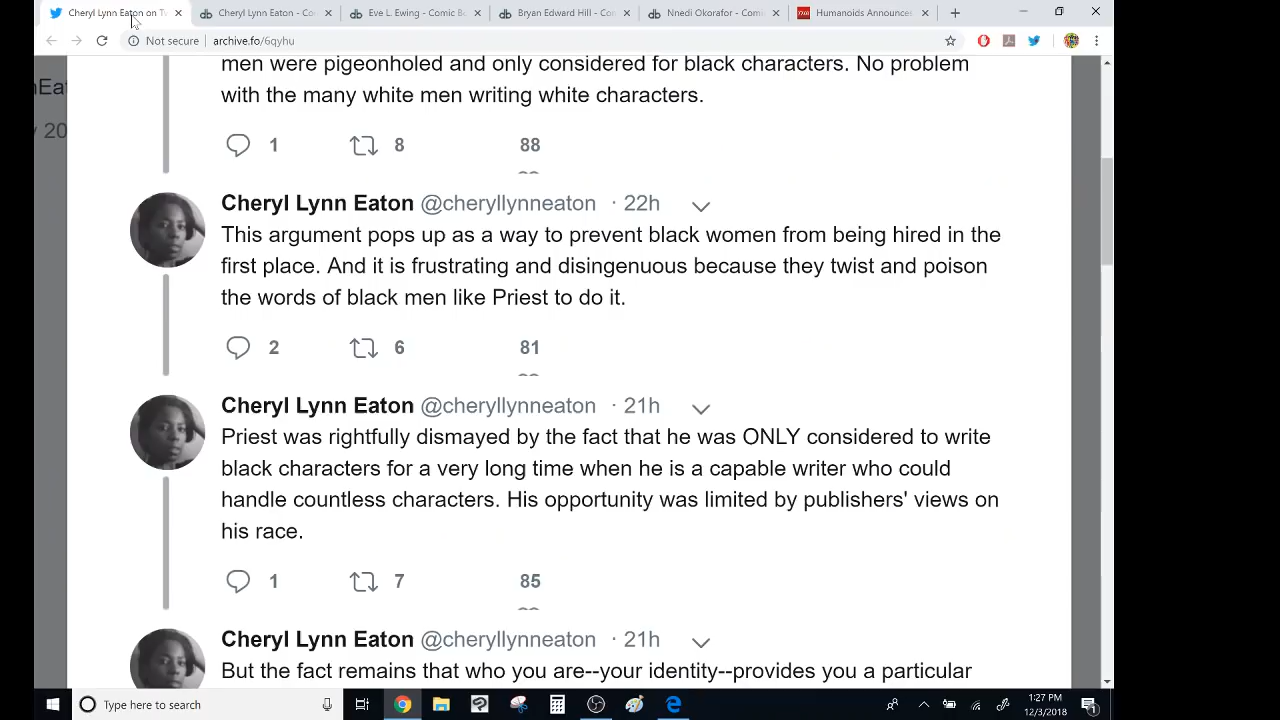 Cheryl Lynn Eaton on Tw
Cheryl Lynn Eaton - Co
Eve L. Ewing - Comic B
Bryan Edward Hill - Co
Nnedi Okorafor - Com
Humanoids Announce
Not secure
archive.fo/6qyhu
nEat
y 20
men were pigeonholed and only considered for black characters. No problem
with the many white men writing white characters.
1 8 88
Cheryl Lynn Eaton @cheryllynneaton · 22h
This argument pops up as a way to prevent black women from being hired in the
first place. And it is frustrating and disingenuous because they twist and poison
the words of black men like Priest to do it.
2 6 81
Cheryl Lynn Eaton @cheryllynneaton · 21h
Priest was rightfully dismayed by the fact that he was ONLY considered to write
black characters for a very long time when he is a capable writer who could
handle countless characters. His opportunity was limited by publishers' views on
his race.
1 7 85
Cheryl Lynn Eaton @cheryllynneaton · 21h
But the fact remains that who you are--your identity--provides you a particular
Type here to search
1:27 PM
12/3/2018